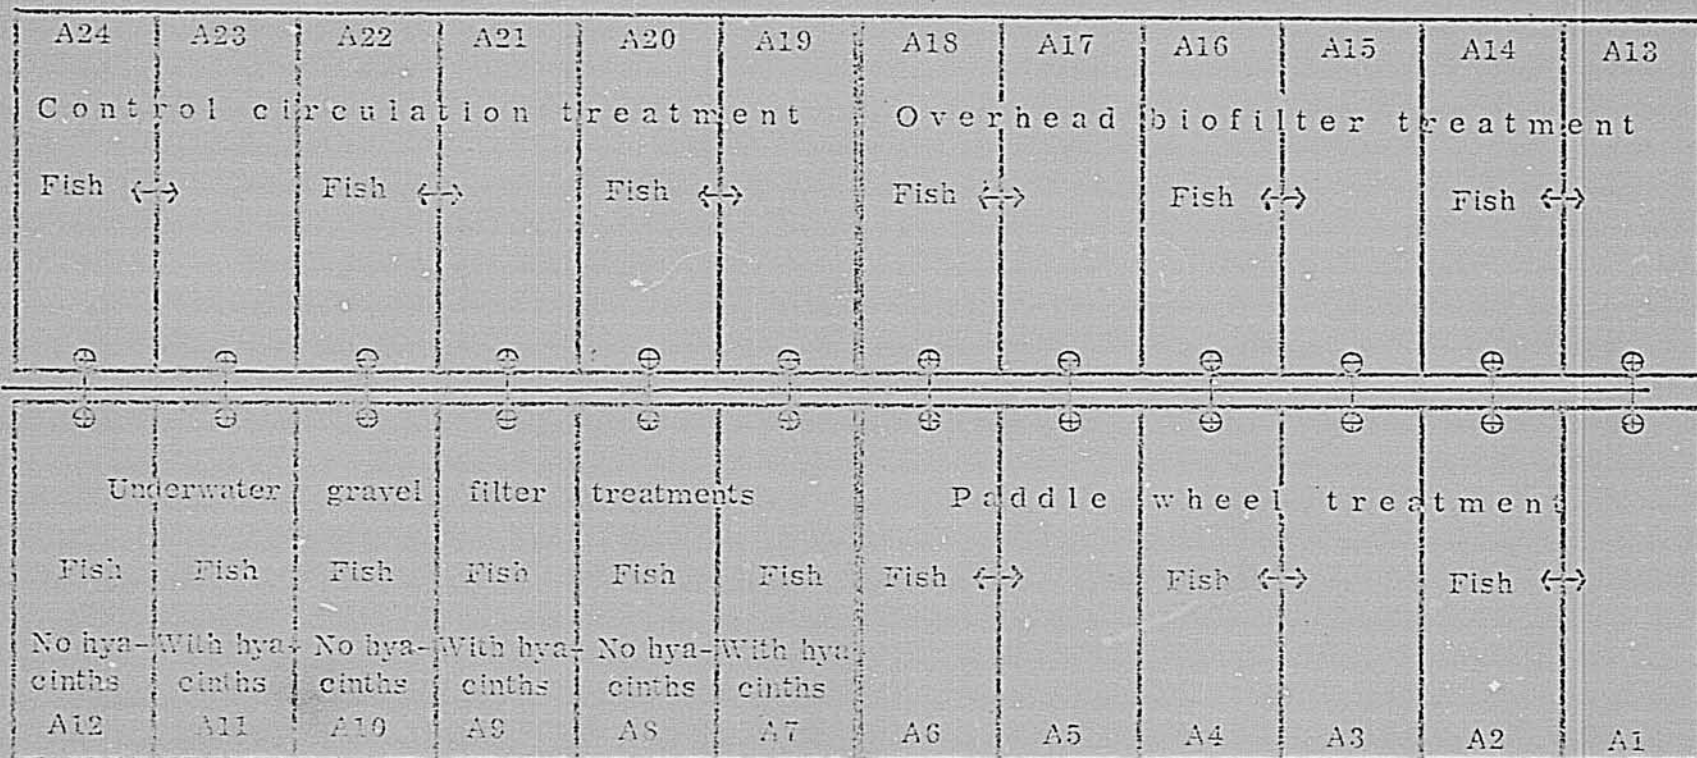 A24 A23 A22 A21 A20 A19 A18 A17 A16 A15 A14 A13
Control circulation treatment Overhead biofilter treatment
Fish Fish Fish Fish Fish Fish
Underwater gravel filter treatments Paddle wheel treatment
Fish Fish Fish Fish Fish Fish Fish Fish Fish
No hya- With hya- No hya- With hya- No hya- With hya-
cinths cinths cinths cinths cinths cinths
A12 A11 A10 A9 A8 A7 A6 A5 A4 A3 A2 A1